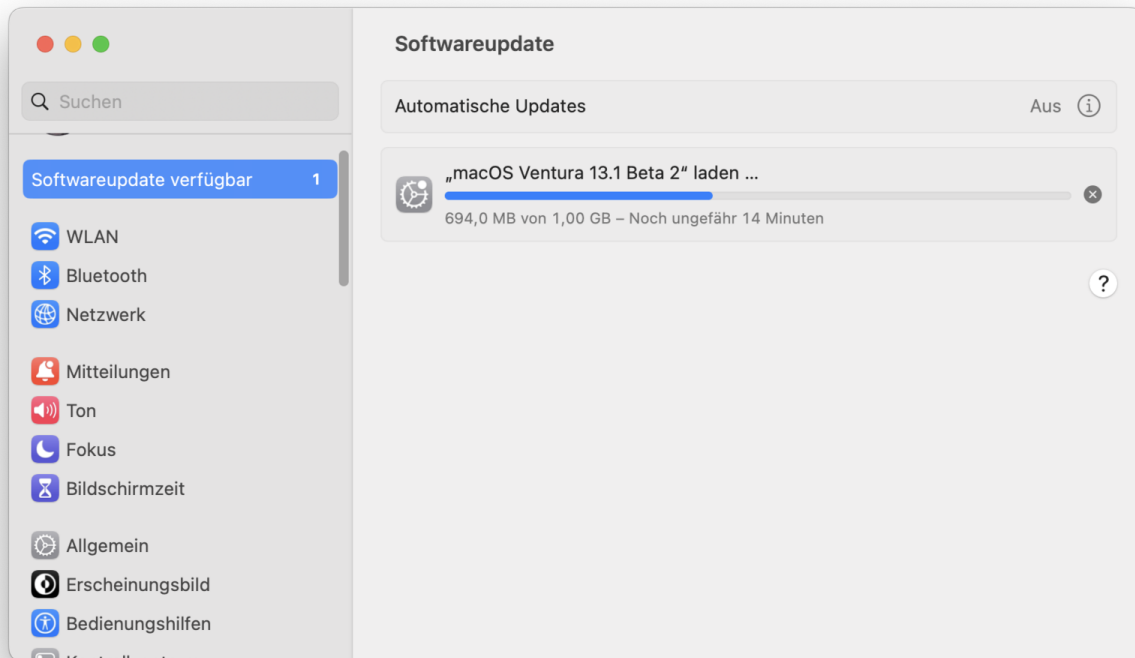 Softwareupdate
Suchen
Automatische Updates
Aus
Softwareupdate verfügbar 1
„macOS Ventura 13.1 Beta 2“ laden ...
694,0 MB von 1,00 GB – Noch ungefähr 14 Minuten
WLAN
Bluetooth
Netzwerk
?
Mitteilungen
Ton
Fokus
Bildschirmzeit
Allgemein
Erscheinungsbild
Bedienungshilfen